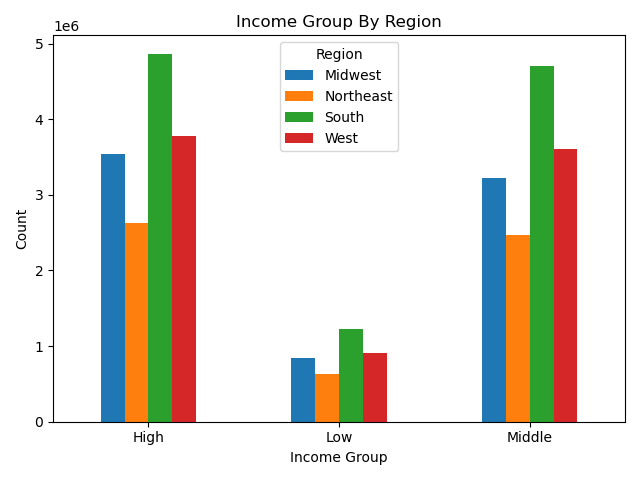 Income Group By Region
1e6
Region
Midwest
Northeast
South
West
5
4
3
2
1
0
Count
High
Low
Middle
Income Group